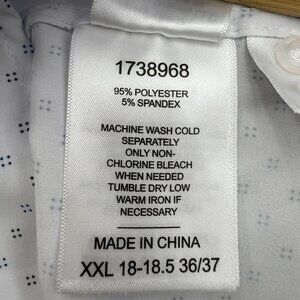 1738968
95% POLYESTER
5% SPANDEX
MACHINE WASH COLD
SEPARATELY
ONLY NON-
CHLORINE BLEACH
WHEN NEEDED
TUMBLE DRY LOW
WARM IRON IF
NECESSARY
MADE IN CHINA
XXL 18-18.5 36/37